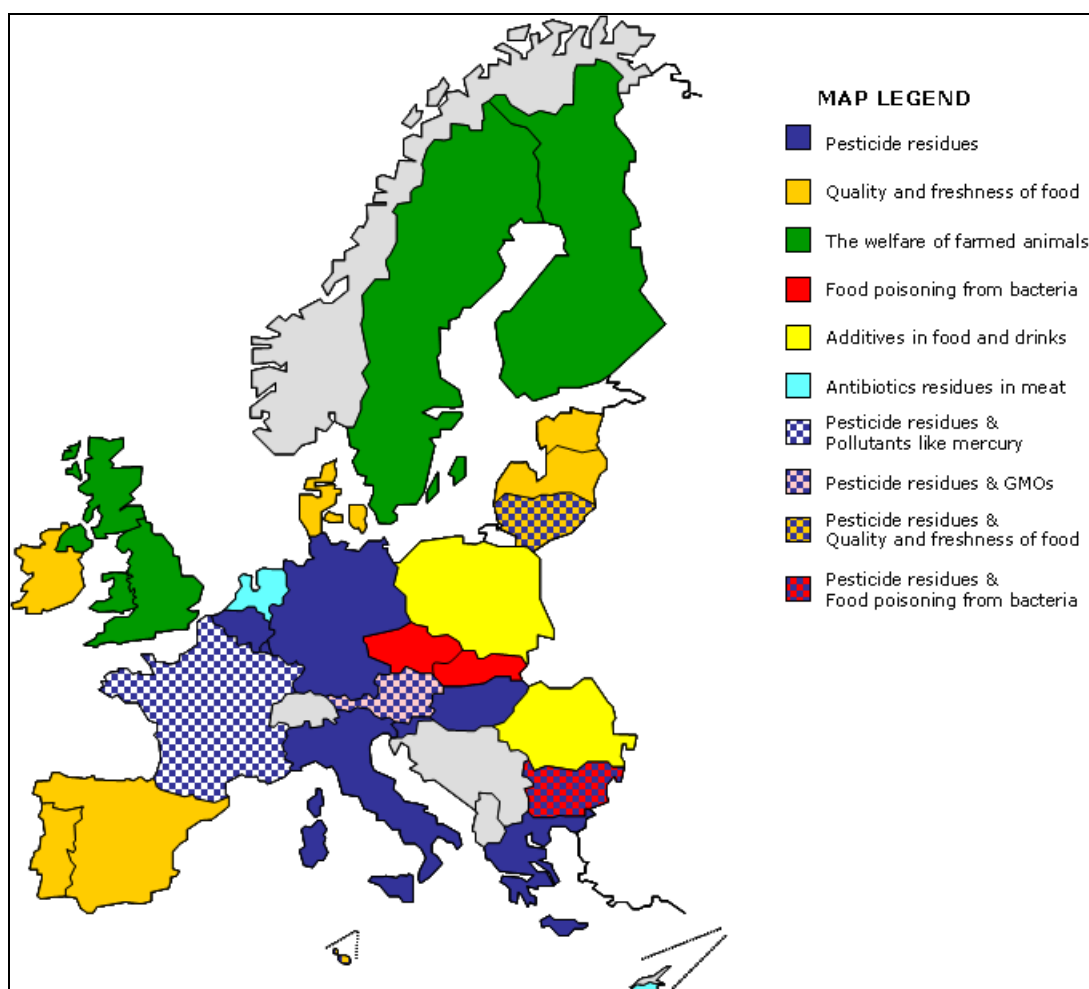 MAP LEGEND
Pesticide residues
Quality and freshness of food
The welfare of farmed animals
Food poisoning from bacteria
Additives in food and drinks
Antibiotics residues in meat
Pesticide residues &
Pollutants like mercury
Pesticide residues & GMOs
Pesticide residues &
Quality and freshness of food
Pesticide residues &
Food poisoning from bacteria